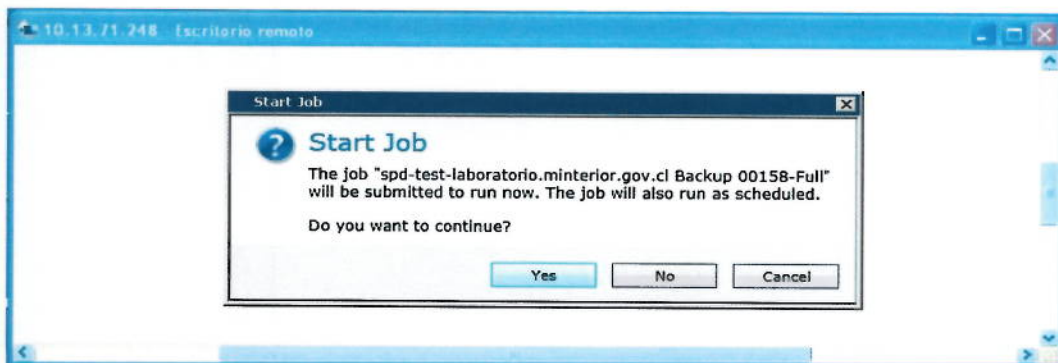 10.13.71.248 Escritorio remoto
Start Job
Start Job
The job "spd-test-laboratorio.minterior.gov.cl Backup 00158-Full"
will be submitted to run now. The job will also run as scheduled.
Do you want to continue?
Yes No Cancel